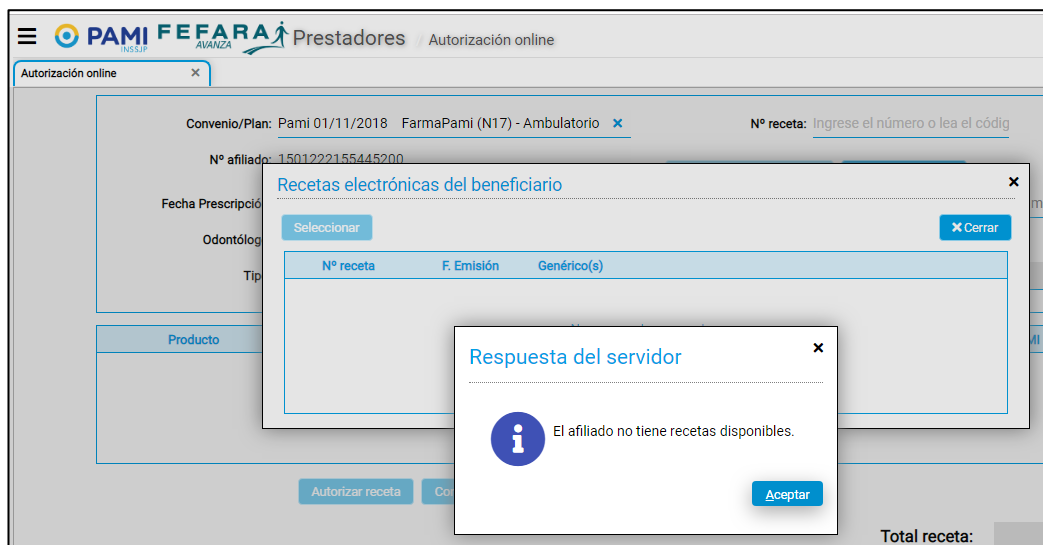 PAMI INSSJP FEFARA AVANZA Prestadores / Autorización online
Autorización online
Convenio/Plan: Pami 01/11/2018 FarmaPami (N17) - Ambulatorio Nº receta: Ingrese el número o lea el códig
Nº afiliado: 1501222155445200
Recetas electrónicas del beneficiario
Fecha Prescripció
Seleccionar Cerrar
Odontólog
Nº receta F. Emisión Genérico(s)
Tip
Producto
MI
Respuesta del servidor
El afiliado no tiene recetas disponibles.
Autorizar receta Co
Aceptar
Total receta: